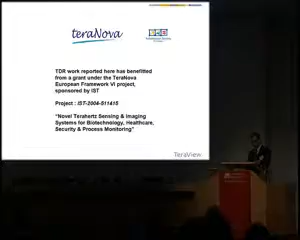 teraNova
TDR work reported here has benefitted
from a grant under the TeraNova
European Framework VI project,
sponsored by IST
Project : IST-2004-511415
"Novel Terahertz Sensing & Imaging
Systems for Biotechnology, Healthcare,
Security & Process Monitoring"
TeraView